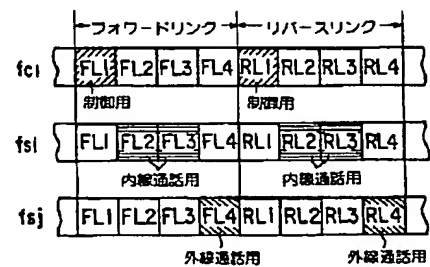 フォワードリンク リバースリンク
fci FL1 FL2 FL3 FL4 RL1 RL2 RL3 RL4
制御用 制御用
fsi FL1 FL2 FL3 FL4 RL1 RL2 RL3 RL4
内線通話用 内線通話用
fsj FL1 FL2 FL3 FL4 RL1 RL2 RL3 RL4
外線通話用 外線通話用